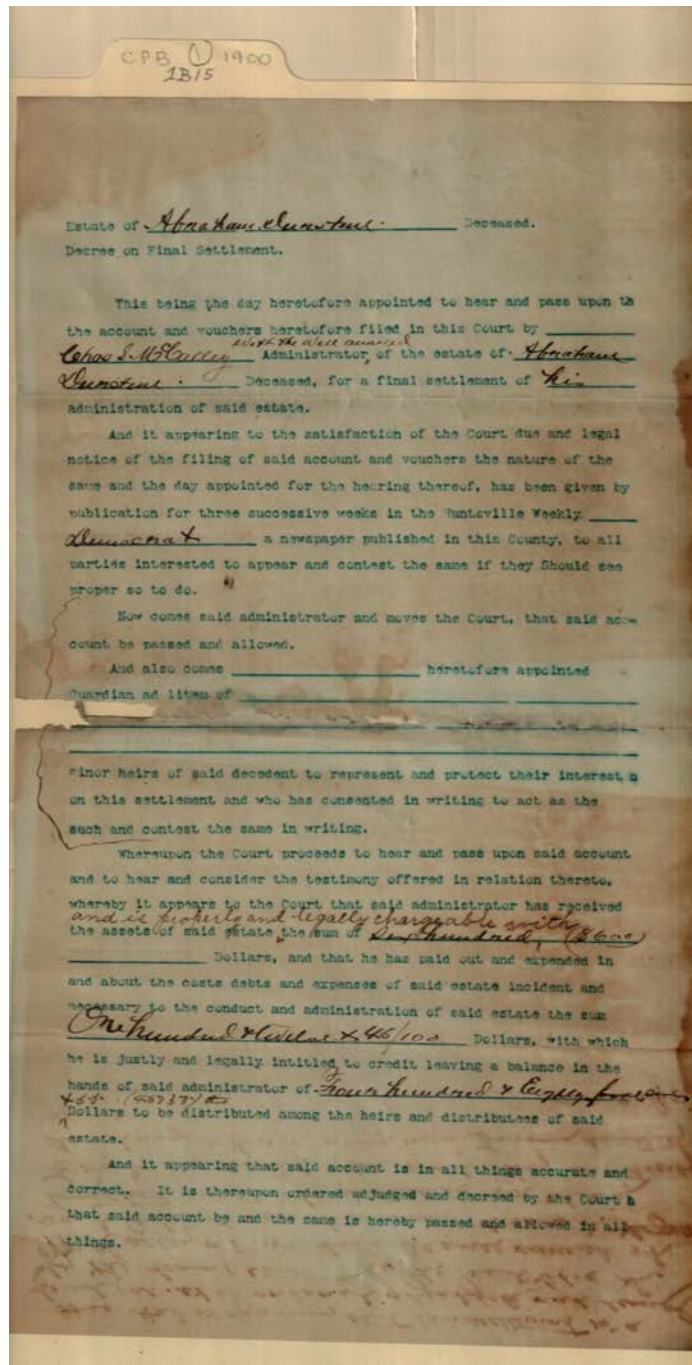 CPB 1 1900
1B15
Estate of Abraham Deceased.
Decree on Final Settlement.
This being the day heretofore appointed to hear and pass upon th
the account and vouchers heretofore filed in this Court by
with the will annexed
Chas S. McCalley Administrator of the estate of Abraham
Deceased, for a final settlement of his
administration of said estate.
And it appearing to the satisfaction of the Court due and legal
notice of the filing of said account and vouchers the nature of the
same and the day appointed for the hearing thereof, has been given by
publication for three successive weeks in the Huntsville Weekly
Democrat a newspaper published in this County, to all
parties interested to appear and contest the same if they Should see
proper so to do.
Now comes said administrator and moves the Court, that said ac
count be passed and allowed.
And also comes heretofore appointed
Guardian ad litem of
minor heirs of said decedent to represent and protect their interest
on this settlement and who has consented in writing to act as the
such and contest the same in writing.
Whereupon the Court proceeds to hear and pass upon said account
and to hear and consider the testimony offered in relation thereto,
whereby it appears to the Court that said administrator has received
and is properly and legally chargeable with
the assets of said estate the sum of Six hundred, ($600)
Dollars, and that he has paid out and expended in
and about the costs debts and expenses of said estate incident and
necessary to the conduct and administration of said estate the sum
One hundred & twelve & 45/100 Dollars, with which
he is justly and legally intitled to credit leaving a balance in the
hands of said administrator of Four hundred & Eighty
Dollars to be distributed among the heirs and distributees of said
estate.
And it appearing that said account is in all things accurate and
correct. It is thereupon ordered adjudged and decreed by the Court
that said account be and the same is hereby passed and allowed in all
things.